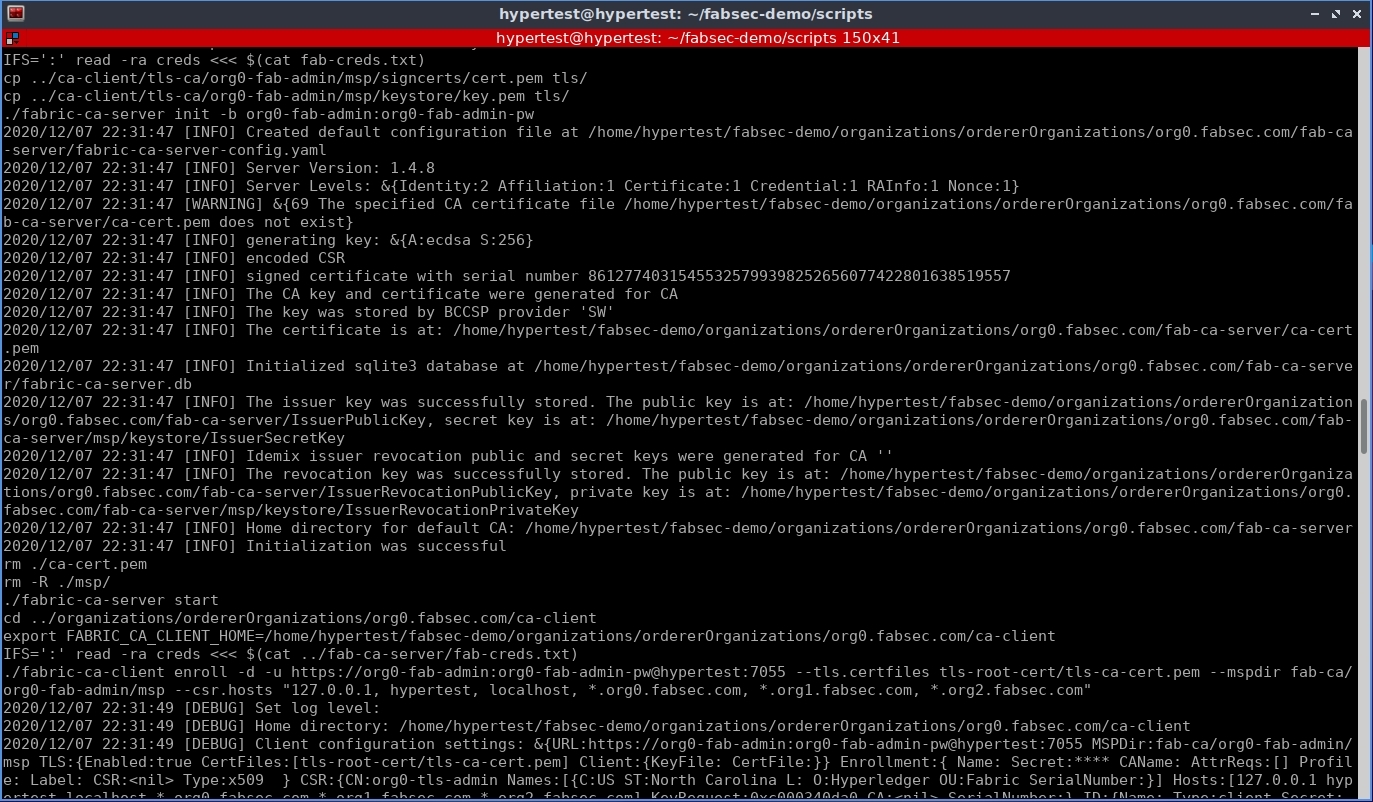 hypertest@hypertest: ~/fabsec-demo/scripts
hypertest@hypertest: ~/fabsec-demo/scripts 150x41
IFS=':' read -ra creds <<< $(cat fab-creds.txt)
cp ../ca-client/tls-ca/org0-fab-admin/msp/signcerts/cert.pem tls/
cp ../ca-client/tls-ca/org0-fab-admin/msp/keystore/key.pem tls/
./fabric-ca-server init -b org0-fab-admin:org0-fab-admin-pw
2020/12/07 22:31:47 [INFO] Created default configuration file at /home/hypertest/fabsec-demo/organizations/ordererOrganizations/org0.fabsec.com/fab-ca
-server/fabric-ca-server-config.yaml
2020/12/07 22:31:47 [INFO] Server Version: 1.4.8
2020/12/07 22:31:47 [INFO] Server Levels: &{Identity:2 Affiliation:1 Certificate:1 Credential:1 RAInfo:1 Nonce:1}
2020/12/07 22:31:47 [WARNING] &{69 The specified CA certificate file /home/hypertest/fabsec-demo/organizations/ordererOrganizations/org0.fabsec.com/fa
b-ca-server/ca-cert.pem does not exist}
2020/12/07 22:31:47 [INFO] generating key: &{A:ecdsa S:256}
2020/12/07 22:31:47 [INFO] encoded CSR
2020/12/07 22:31:47 [INFO] signed certificate with serial number 86127740315455325799398252656077422801638519557
2020/12/07 22:31:47 [INFO] The CA key and certificate were generated for CA
2020/12/07 22:31:47 [INFO] The key was stored by BCCSP provider 'SW'
2020/12/07 22:31:47 [INFO] The certificate is at: /home/hypertest/fabsec-demo/organizations/ordererOrganizations/org0.fabsec.com/fab-ca-server/ca-cert
.pem
2020/12/07 22:31:47 [INFO] Initialized sqlite3 database at /home/hypertest/fabsec-demo/organizations/ordererOrganizations/org0.fabsec.com/fab-ca-serve
r/fabric-ca-server.db
2020/12/07 22:31:47 [INFO] The issuer key was successfully stored. The public key is at: /home/hypertest/fabsec-demo/organizations/ordererOrganization
s/org0.fabsec.com/fab-ca-server/IssuerPublicKey, secret key is at: /home/hypertest/fabsec-demo/organizations/ordererOrganizations/org0.fabsec.com/fab-
ca-server/msp/keystore/IssuerSecretKey
2020/12/07 22:31:47 [INFO] Idemix issuer revocation public and secret keys were generated for CA ''
2020/12/07 22:31:47 [INFO] The revocation key was successfully stored. The public key is at: /home/hypertest/fabsec-demo/organizations/ordererOrganiza
tions/org0.fabsec.com/fab-ca-server/IssuerRevocationPublicKey, private key is at: /home/hypertest/fabsec-demo/organizations/ordererOrganizations/org0.
fabsec.com/fab-ca-server/msp/keystore/IssuerRevocationPrivateKey
2020/12/07 22:31:47 [INFO] Home directory for default CA: /home/hypertest/fabsec-demo/organizations/ordererOrganizations/org0.fabsec.com/fab-ca-server
2020/12/07 22:31:47 [INFO] Initialization was successful
rm ./ca-cert.pem
rm -R ./msp/
./fabric-ca-server start
cd ../organizations/ordererOrganizations/org0.fabsec.com/ca-client
export FABRIC_CA_CLIENT_HOME=/home/hypertest/fabsec-demo/organizations/ordererOrganizations/org0.fabsec.com/ca-client
IFS=':' read -ra creds <<< $(cat ../fab-ca-server/fab-creds.txt)
./fabric-ca-client enroll -d -u https://org0-fab-admin:org0-fab-admin-pw@hypertest:7055 --tls.certfiles tls-root-cert/tls-ca-cert.pem --mspdir fab-ca/
org0-fab-admin/msp --csr.hosts "127.0.0.1, hypertest, localhost, *.org0.fabsec.com, *.org1.fabsec.com, *.org2.fabsec.com"
2020/12/07 22:31:49 [DEBUG] Set log level:
2020/12/07 22:31:49 [DEBUG] Home directory: /home/hypertest/fabsec-demo/organizations/ordererOrganizations/org0.fabsec.com/ca-client
2020/12/07 22:31:49 [DEBUG] Client configuration settings: &{URL:https://org0-fab-admin:org0-fab-admin-pw@hypertest:7055 MSPDir:fab-ca/org0-fab-admin/
msp TLS:{Enabled:true CertFiles:[tls-root-cert/tls-ca-cert.pem] Client:{KeyFile: CertFile:}} Enrollment:{ Name: Secret:**** CAName: AttrReqs:[] Profil
e: Label: CSR:<nil> Type:x509  } CSR:{CN:org0-tls-admin Names:[{C:US ST:North Carolina L: O:Hyperledger OU:Fabric SerialNumber:}] Hosts:[127.0.0.1 hyp
ertest localhost *.org0.fabsec.com *.org1.fabsec.com *.org2.fabsec.com] KeyRequest:0xc000340da0 CA:<nil> SerialNumber:} ID:{Name: Type:client Secret: